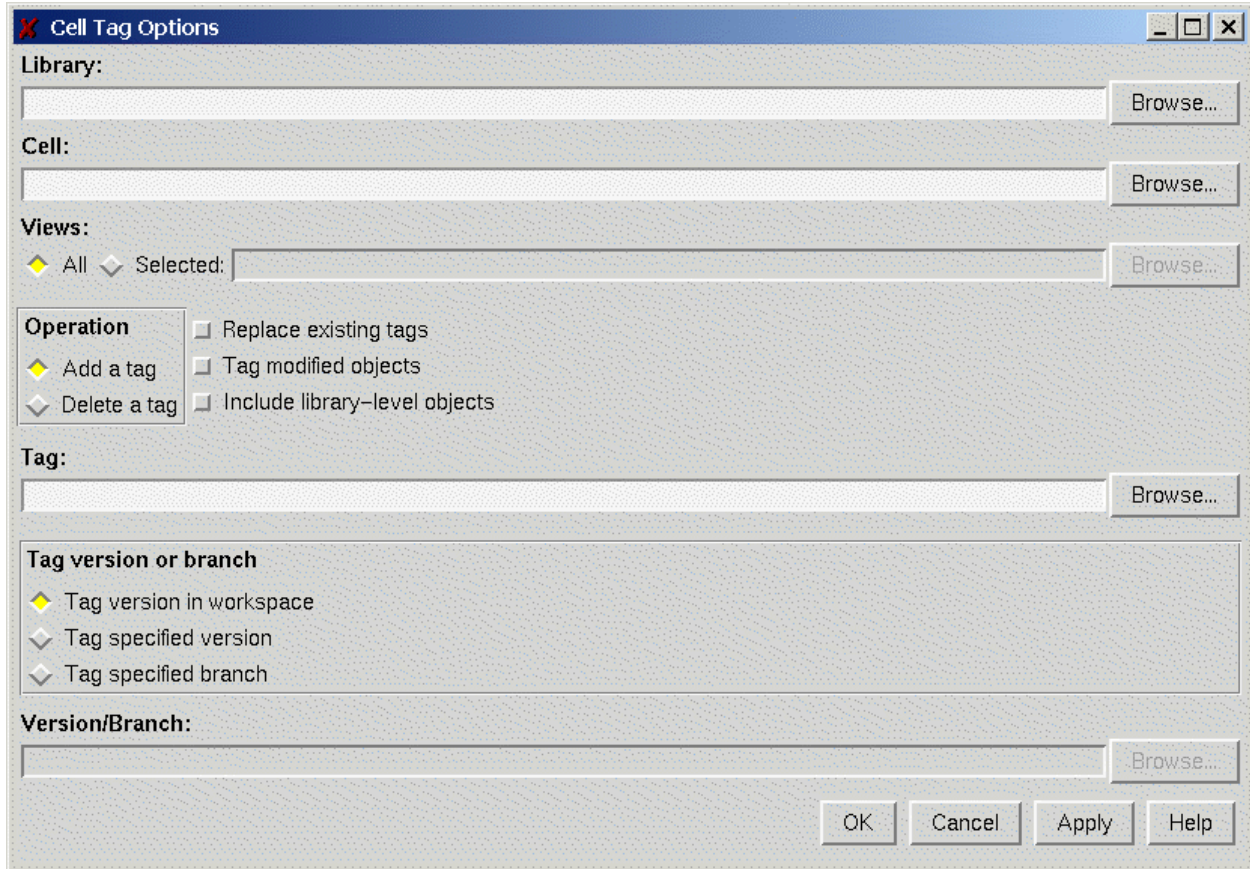 Cell Tag Options
Library:
Browse...
Cell:
Browse...
Views:
All Selected: Browse...
Operation
Replace existing tags
Add a tag
Tag modified objects
Delete a tag
Include library-level objects
Tag:
Browse...
Tag version or branch
Tag version in workspace
Tag specified version
Tag specified branch
Version/Branch:
Browse...
OK Cancel Apply Help